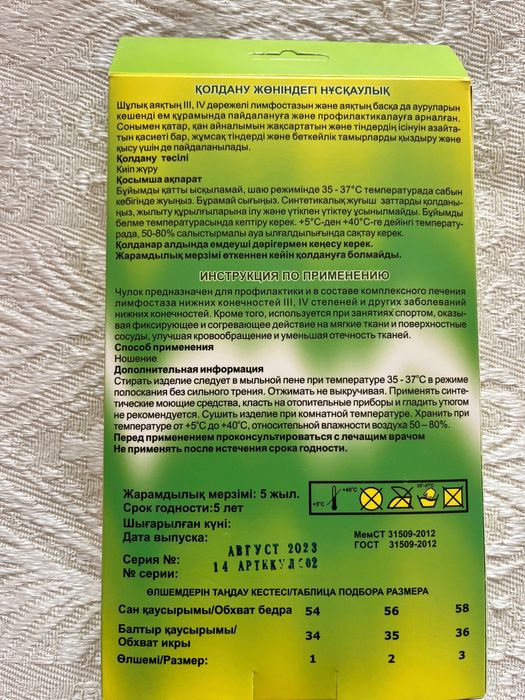 ҚОЛДАНУ ЖӨНІНДЕГІ НҰСҚАУЛЫҚ
Шұлық аяқтың III, IV дәрежелі лимфостазын және аяқтың басқа да ауруларын
кешенді ем құрамында пайдалануға және профилактикалауға арналған.
Сонымен қатар, қан айналымын жақсартатын және тіндердің ісінуін азайта-
тын қасиеті бар, жұмсақ тіндерді және беткейлік тамырларды қыздыру және
қысу үшін де пайдаланылады.
Қолдану тәсілі
Киіп жүру
Қосымша ақпарат
Бұйымды қатты ысқыламай, шаю режимінде 35 - 37°С температурада сабын
көбігінде жуыңыз. Бұрамай сығыңыз. Синтетикалық жуғыш заттарды қолданы-
ңыз, жылыту құрылғыларына ілу және үтікпен үтіктеу ұсынылмайды. Бұйымды
бөлме температурасында кептіру керек. +5°С-ден +40°С-ге дейінгі температу-
рада, 50-80% салыстырмалы ауа ылғалдылығында сақтау керек.
Қолданар алдында емдеуші дәрігермен кеңесу керек.
Жарамдылық мерзімі өткеннен кейін қолдануға болмайды.
ИНСТРУКЦИЯ ПО ПРИМЕНЕНИЮ
Чулок предназначен для профилактики и в составе комплексного лечения
лимфостаза нижних конечностей III, IV степеней и других заболеваний
нижних конечностей. Кроме того, используется при занятиях спортом, оказы-
вая фиксирующее и согревающее действие на мягкие ткани и поверхностные
сосуды, улучшая кровообращение и уменьшая отечность тканей.
Способ применения
Ношение
Дополнительная информация
Стирать изделие следует в мыльной пене при температуре 35 - 37°С в режиме
полоскания без сильного трения. Отжимать не выкручивая. Применять синте-
тические моющие средства, класть на отопительные приборы и гладить утюгом
не рекомендуется. Сушить изделие при комнатной температуре. Хранить при
температуре от +5°С до +40°С, относительной влажности воздуха 50 – 80%.
Перед применением проконсультироваться с лечащим врачом
Не применять после истечения срока годности.
Жарамдылық мерзімі: 5 жыл.
Срок годности:5 лет
Шығарылған күні:
Дата выпуска:
+5°С +40°С 35°-37°С
МемСТ 31509-2012
ГОСТ 31509-2012
АВГУСТ 2023
Серия №:
№ серии:
14 АРТИКУЛ 502
ӨЛШЕМДЕРІН ТАҢДАУ КЕСТЕСІ/ТАБЛИЦА ПОДБОРА РАЗМЕРА
Сан қаусырымы/Обхват бедра 54 56 58
Балтыр қаусырымы/
Обхват икры 34 35 36
Өлшемі/Размер: 1 2 3